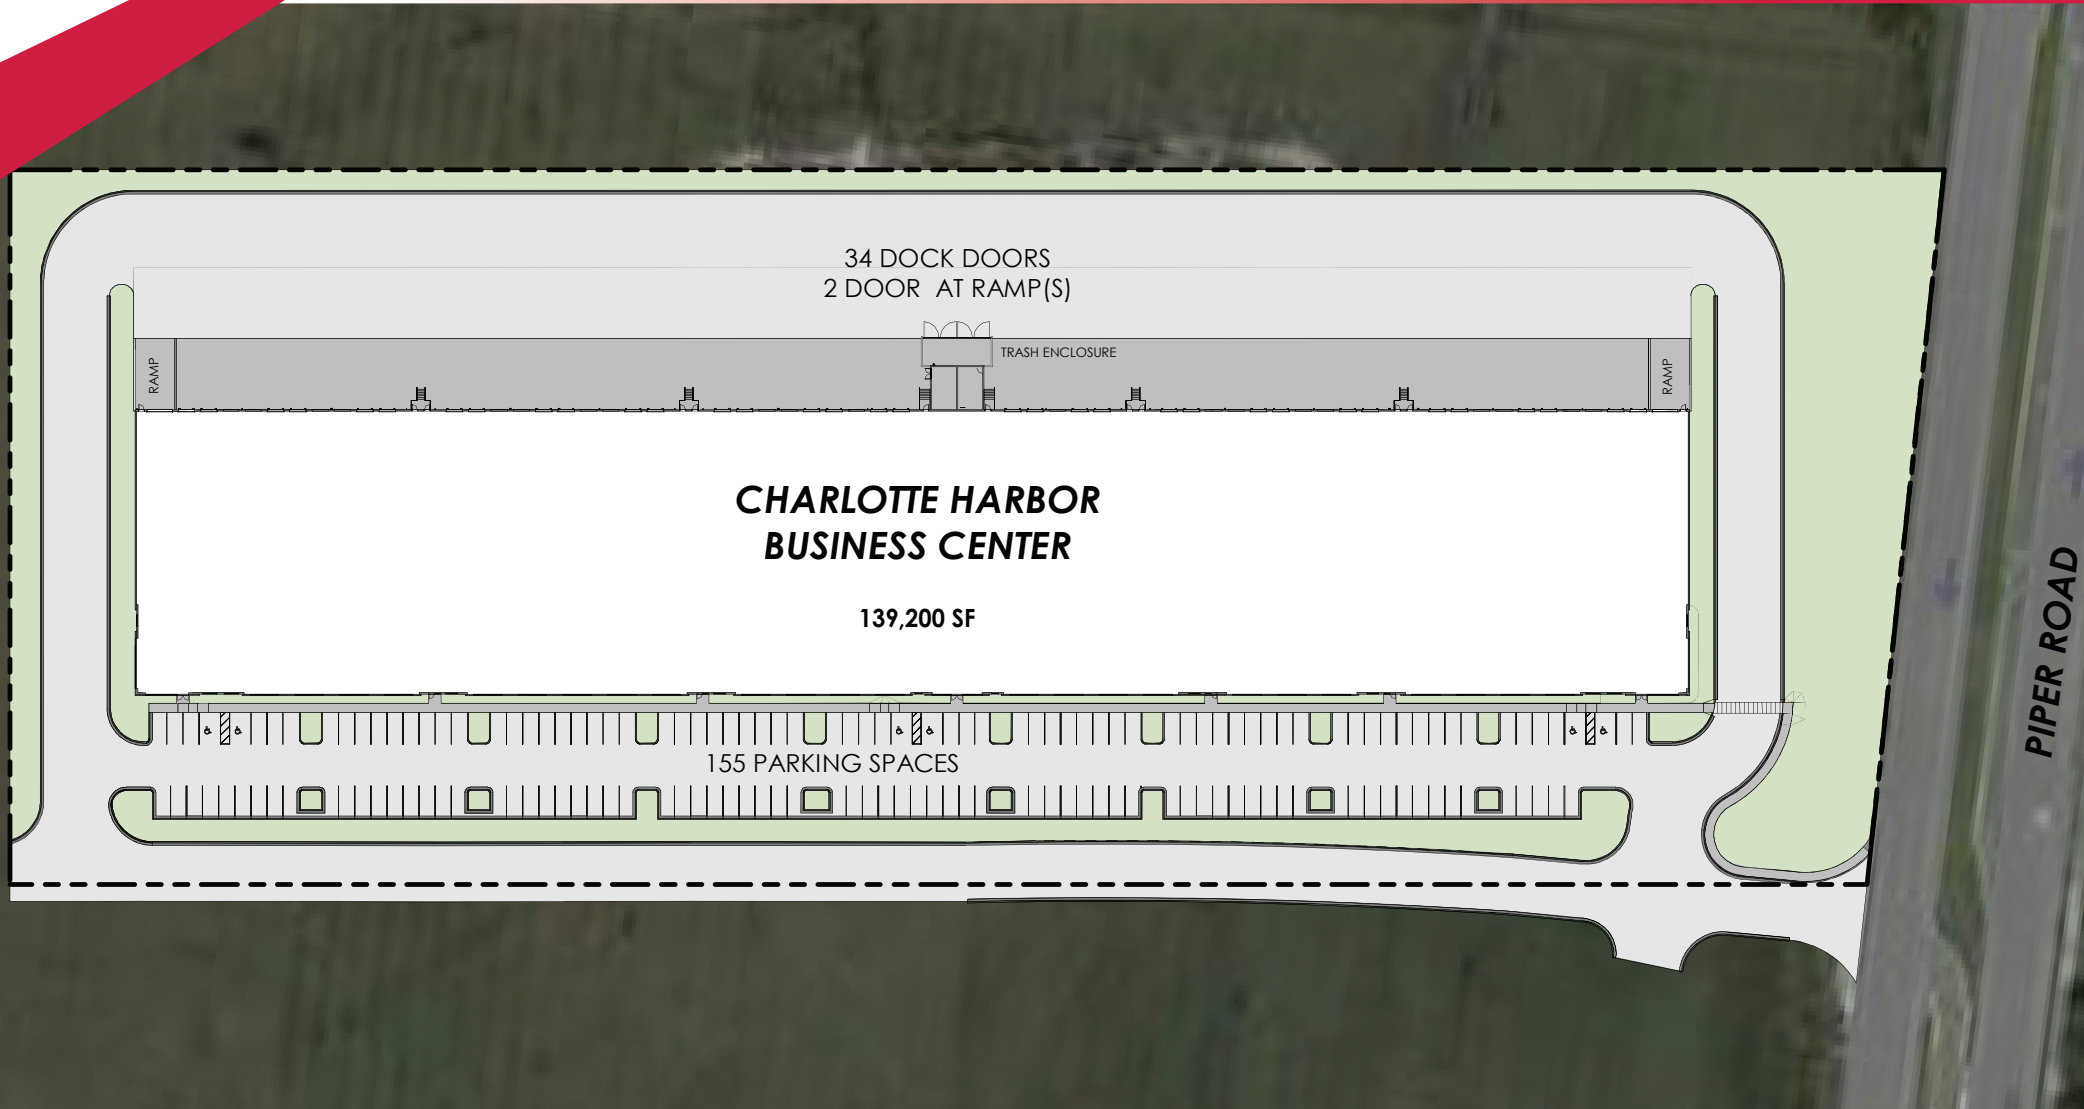 34 DOCK DOORS
2 DOOR AT RAMP(S)
TRASH ENCLOSURE
RAMP
RAMP
CHARLOTTE HARBOR
BUSINESS CENTER
139,200 SF
155 PARKING SPACES
PIPER ROAD